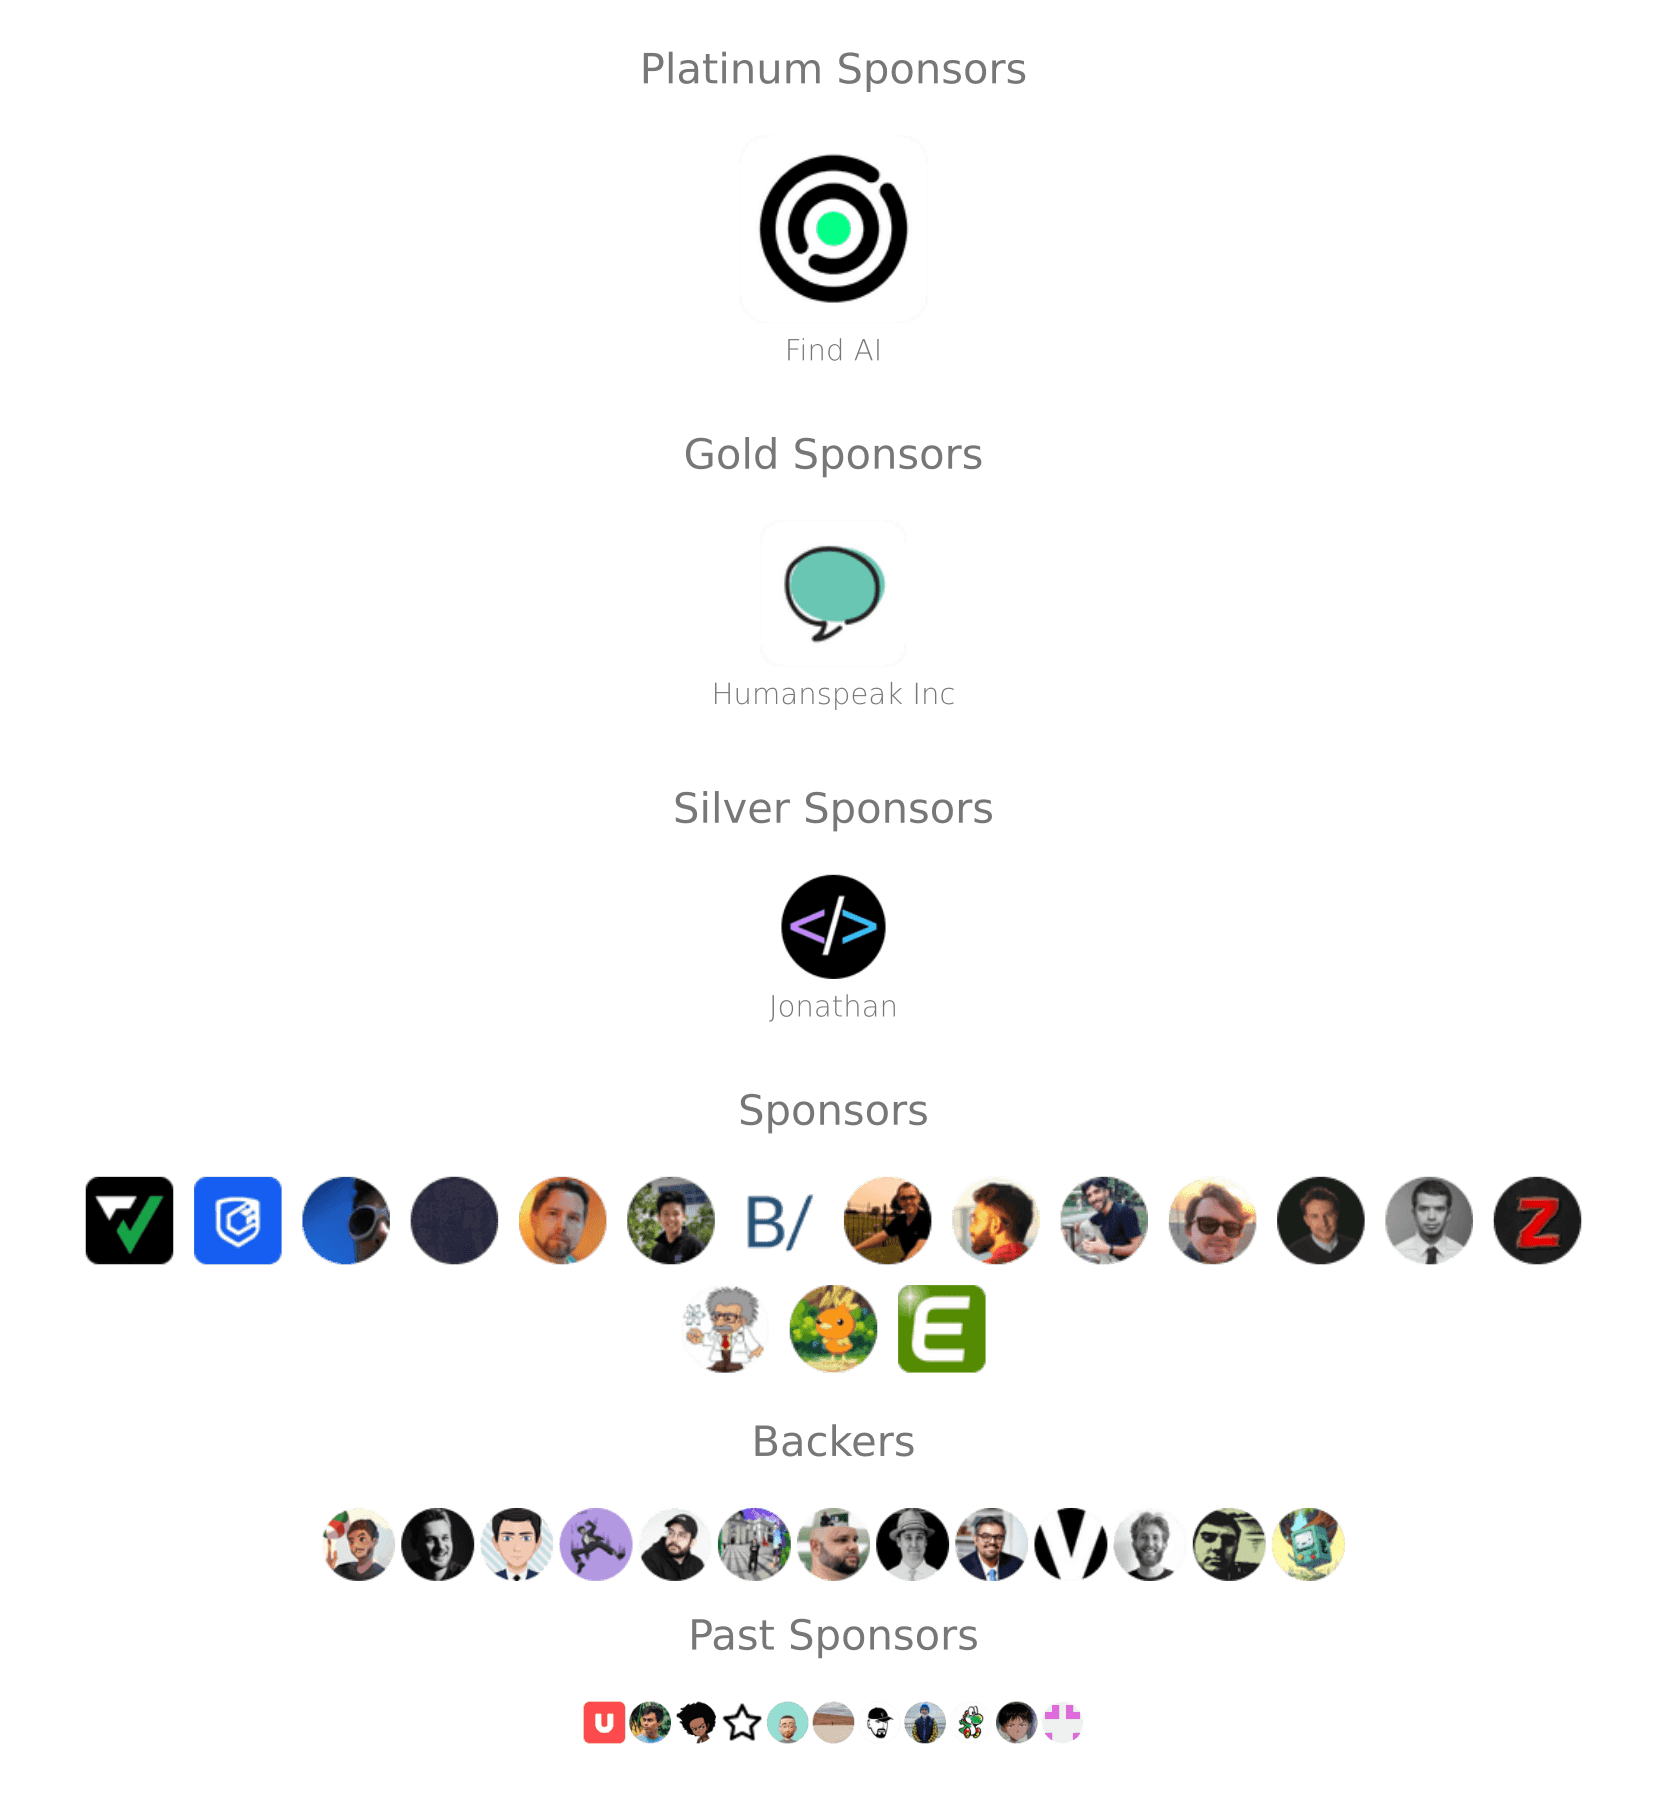 Platinum Sponsors
Find AI
Gold Sponsors
Humanspeak Inc
Silver Sponsors
</>
Jonathan
Sponsors
B/
Z
E
Backers
V
Past Sponsors
U